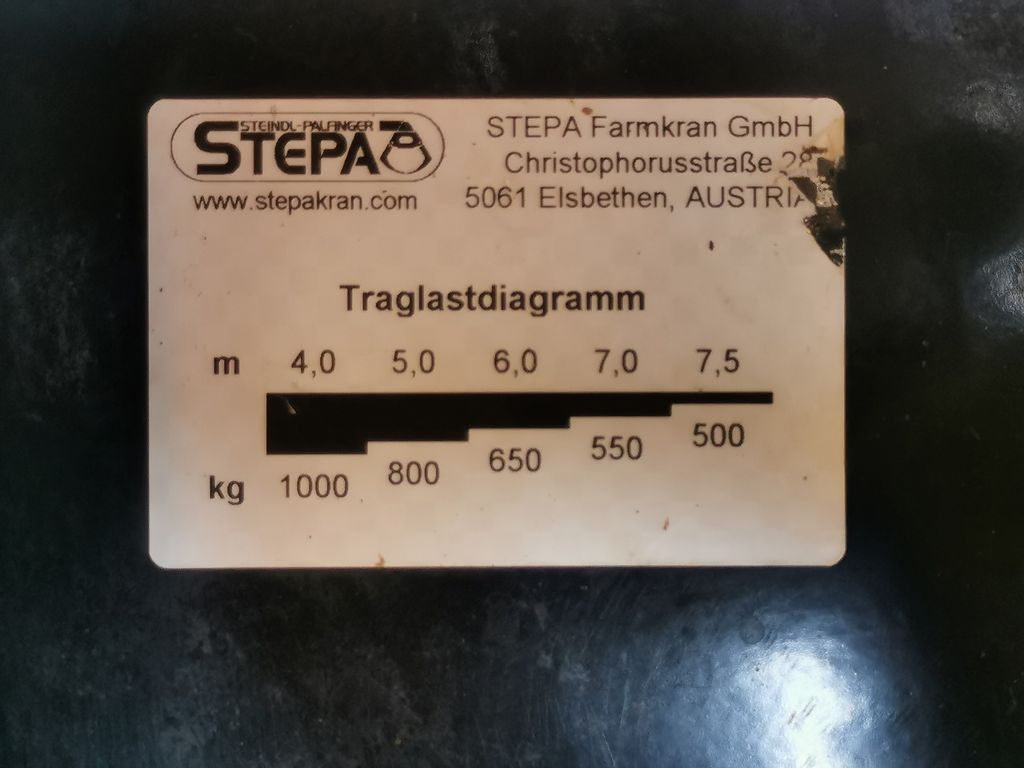 STEINDL-PALFINGER
STEPA
www.stepakran.com
STEPA Farmkran GmbH
Christophorusstraße 28
5061 Elsbethen, AUSTRIA
Traglastdiagramm
m 4,0 5,0 6,0 7,0 7,5
kg 1000 800 650 550 500